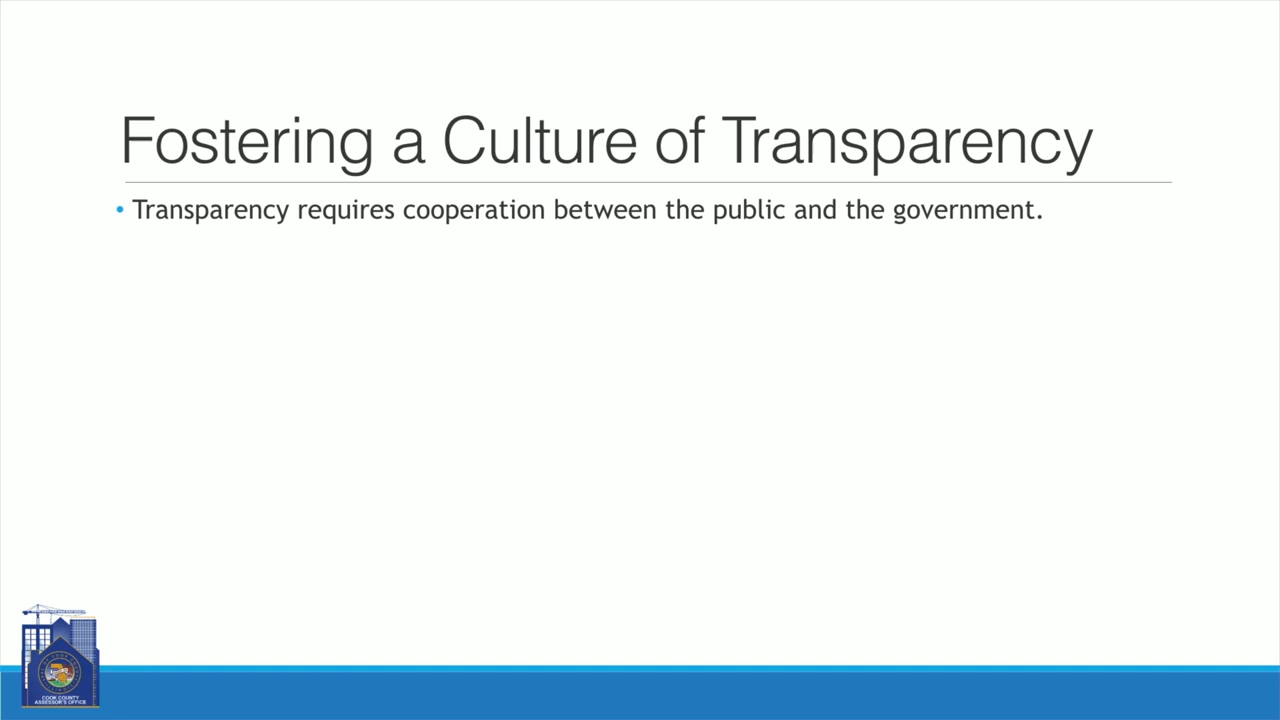 Fostering a Culture of Transparency
• Transparency requires cooperation between the public and the government.
COOK COUNTY
ASSESSOR'S OFFICE